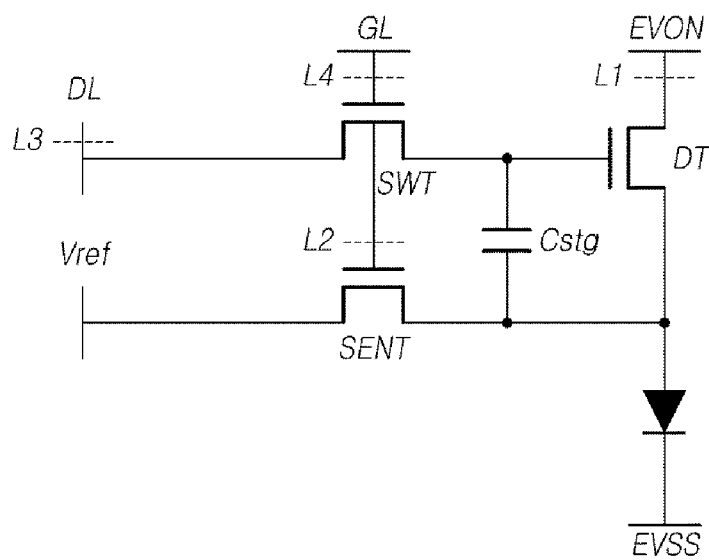 GL
EVON
L4
L1
DL
L3
DT
SWT
L2
Cstg
Vref
SENT
EVSS